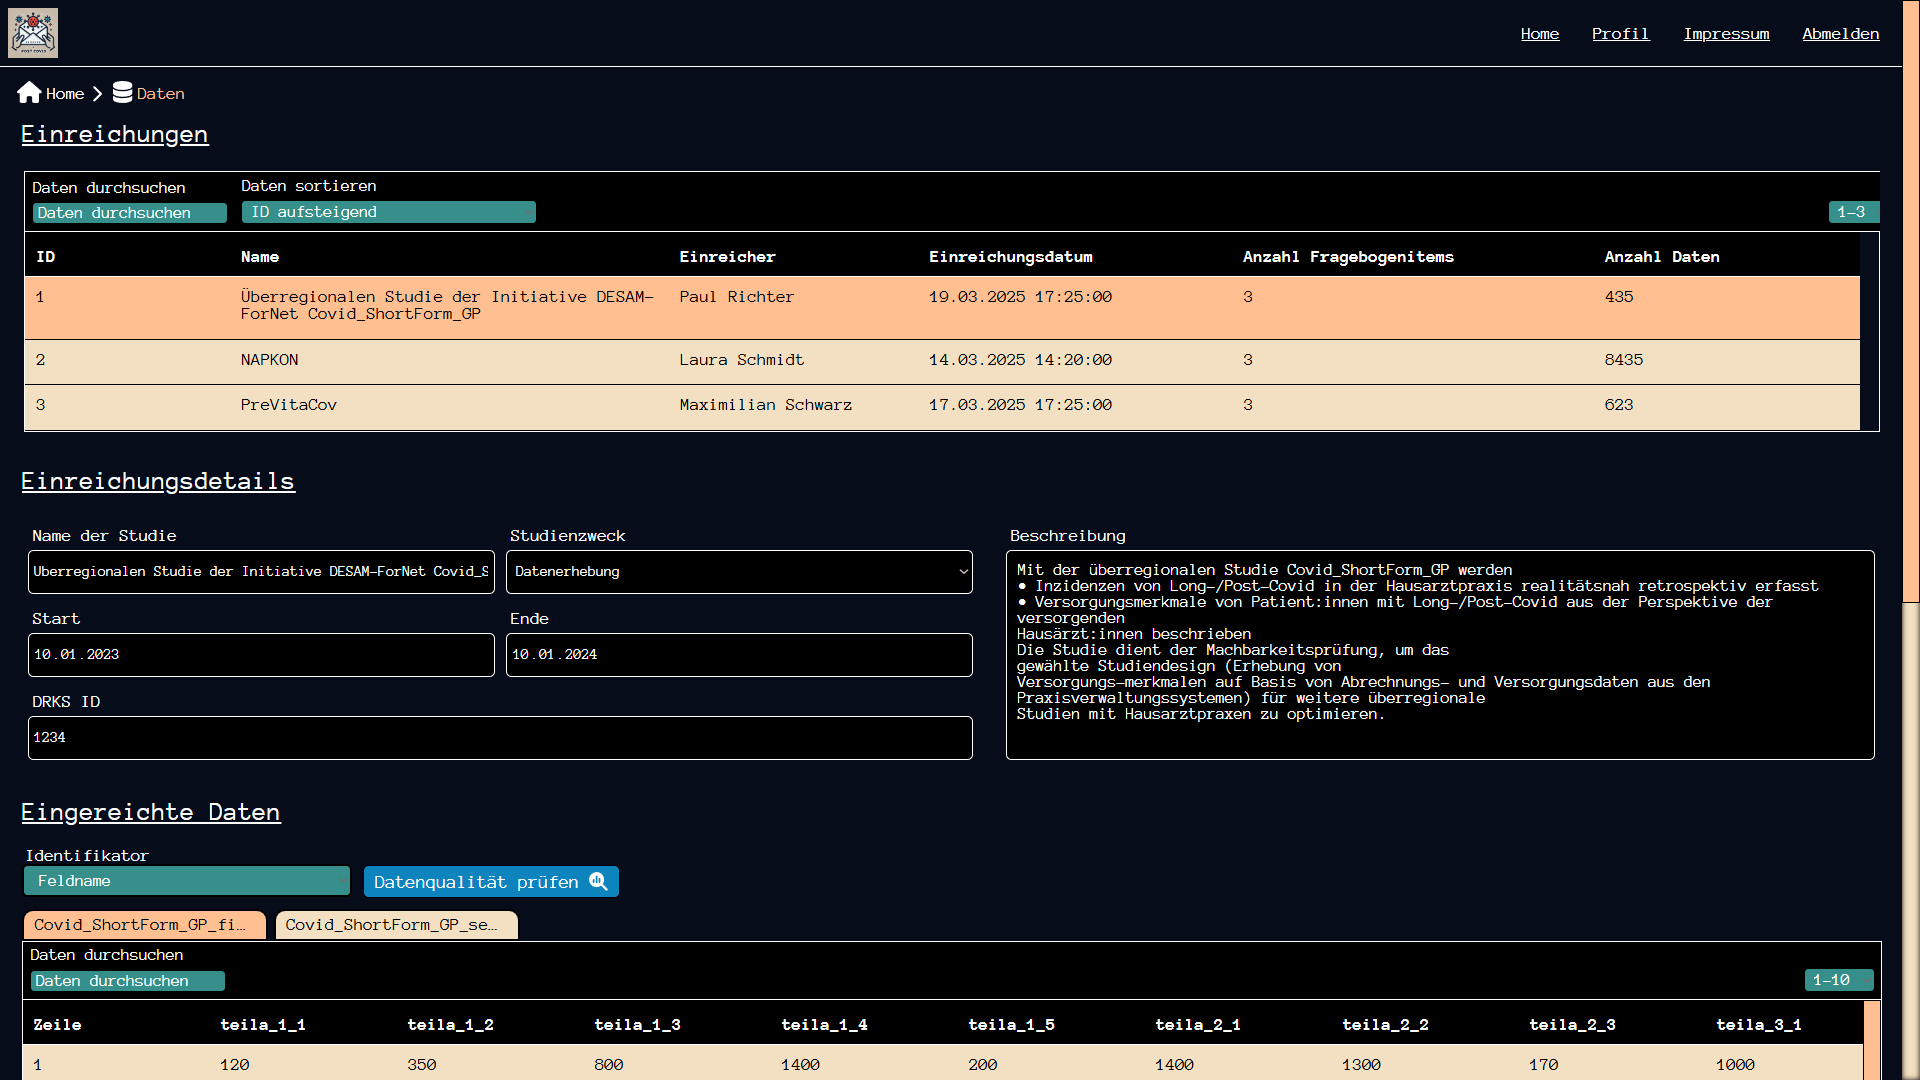 POST COVID
Home Profil Impressum Abmelden
Home Daten
Einreichungen
Daten durchsuchen Daten sortieren
Daten durchsuchen ID aufsteigend 1-3
ID Name Einreicher Einreichungsdatum Anzahl Fragebogenitems Anzahl Daten
1 Überregionalen Studie der Initiative DESAM- Paul Richter 19.03.2025 17:25:00 3 435
ForNet Covid_ShortForm_GP
2 NAPKON Laura Schmidt 14.03.2025 14:20:00 3 8435
3 PreVitaCov Maximilian Schwarz 17.03.2025 17:25:00 3 623
Einreichungsdetails
Name der Studie Studienzweck
Überregionalen Studie der Initiative DESAM-ForNet Covid_S Datenerhebung
Start Ende
10.01.2023 10.01.2024
DRKS ID
1234
Beschreibung
Mit der überregionalen Studie Covid_ShortForm_GP werden
• Inzidenzen von Long-/Post-Covid in der Hausarztpraxis realitätsnah retrospektiv erfasst
• Versorgungsmerkmale von Patient:innen mit Long-/Post-Covid aus der Perspektive der
versorgenden
Hausärzt:innen beschrieben
Die Studie dient der Machbarkeitsprüfung, um das
gewählte Studiendesign (Erhebung von
Versorgungs-merkmalen auf Basis von Abrechnungs- und Versorgungsdaten aus den
Praxisverwaltungssystemen) für weitere überregionale
Studien mit Hausarztpraxen zu optimieren.
Eingereichte Daten
Identifikator
Feldname Datenqualität prüfen
Covid_ShortForm_GP_fi… Covid_ShortForm_GP_se…
Daten durchsuchen
Daten durchsuchen 1-10
Zeile teila_1_1 teila_1_2 teila_1_3 teila_1_4 teila_1_5 teila_2_1 teila_2_2 teila_2_3 teila_3_1
1 120 350 800 1400 200 1400 1300 170 1000